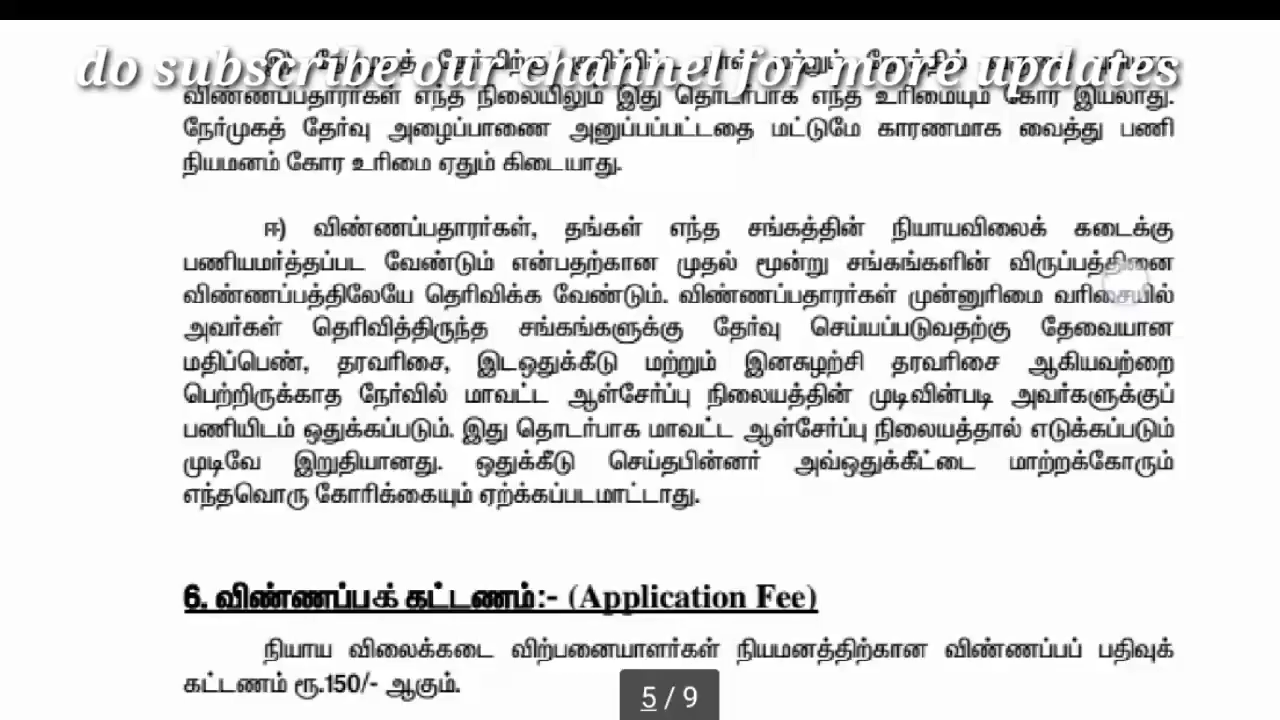 do subscribe our channel for more updates
விண்ணப்பதாரர்கள் எந்த நிலையிலும் இது தொடர்பாக எந்த உரிமையும் கோர இயலாது.
நேர்முகத் தேர்வு அழைப்பாணை அனுப்பப்பட்டதை மட்டுமே காரணமாக வைத்து பணி
நியமனம் கோர உரிமை ஏதும் கிடையாது.
ஈ) விண்ணப்பதாரர்கள், தங்கள் எந்த சங்கத்தின் நியாயவிலைக் கடைக்கு
பணியமர்த்தப்பட வேண்டும் என்பதற்கான முதல் மூன்று சங்கங்களின் விருப்பத்தினை
விண்ணப்பத்திலேயே தெரிவிக்க வேண்டும். விண்ணப்பதாரர்கள் முன்னுரிமை வரிசையில்
அவர்கள் தெரிவித்திருந்த சங்கங்களுக்கு தேர்வு செய்யப்படுவதற்கு தேவையான
மதிப்பெண், தரவரிசை, இடஒதுக்கீடு மற்றும் இனசுழற்சி தரவரிசை ஆகியவற்றை
பெற்றிருக்காத நேர்வில் மாவட்ட ஆள்சேர்ப்பு நிலையத்தின் முடிவின்படி அவர்களுக்குப்
பணியிடம் ஒதுக்கப்படும். இது தொடர்பாக மாவட்ட ஆள்சேர்ப்பு நிலையத்தால் எடுக்கப்படும்
முடிவே இறுதியானது. ஒதுக்கீடு செய்தபின்னர் அவ்ஒதுக்கீட்டை மாற்றக்கோரும்
எந்தவொரு கோரிக்கையும் ஏற்க்கப்படமாட்டாது.
6. விண்ணப்பக் கட்டணம்:- (Application Fee)
நியாய விலைக்கடை விற்பனையாளர்கள் நியமனத்திற்கான விண்ணப்பப் பதிவுக்
கட்டணம் ரூ.150/- ஆகும்.
5 / 9